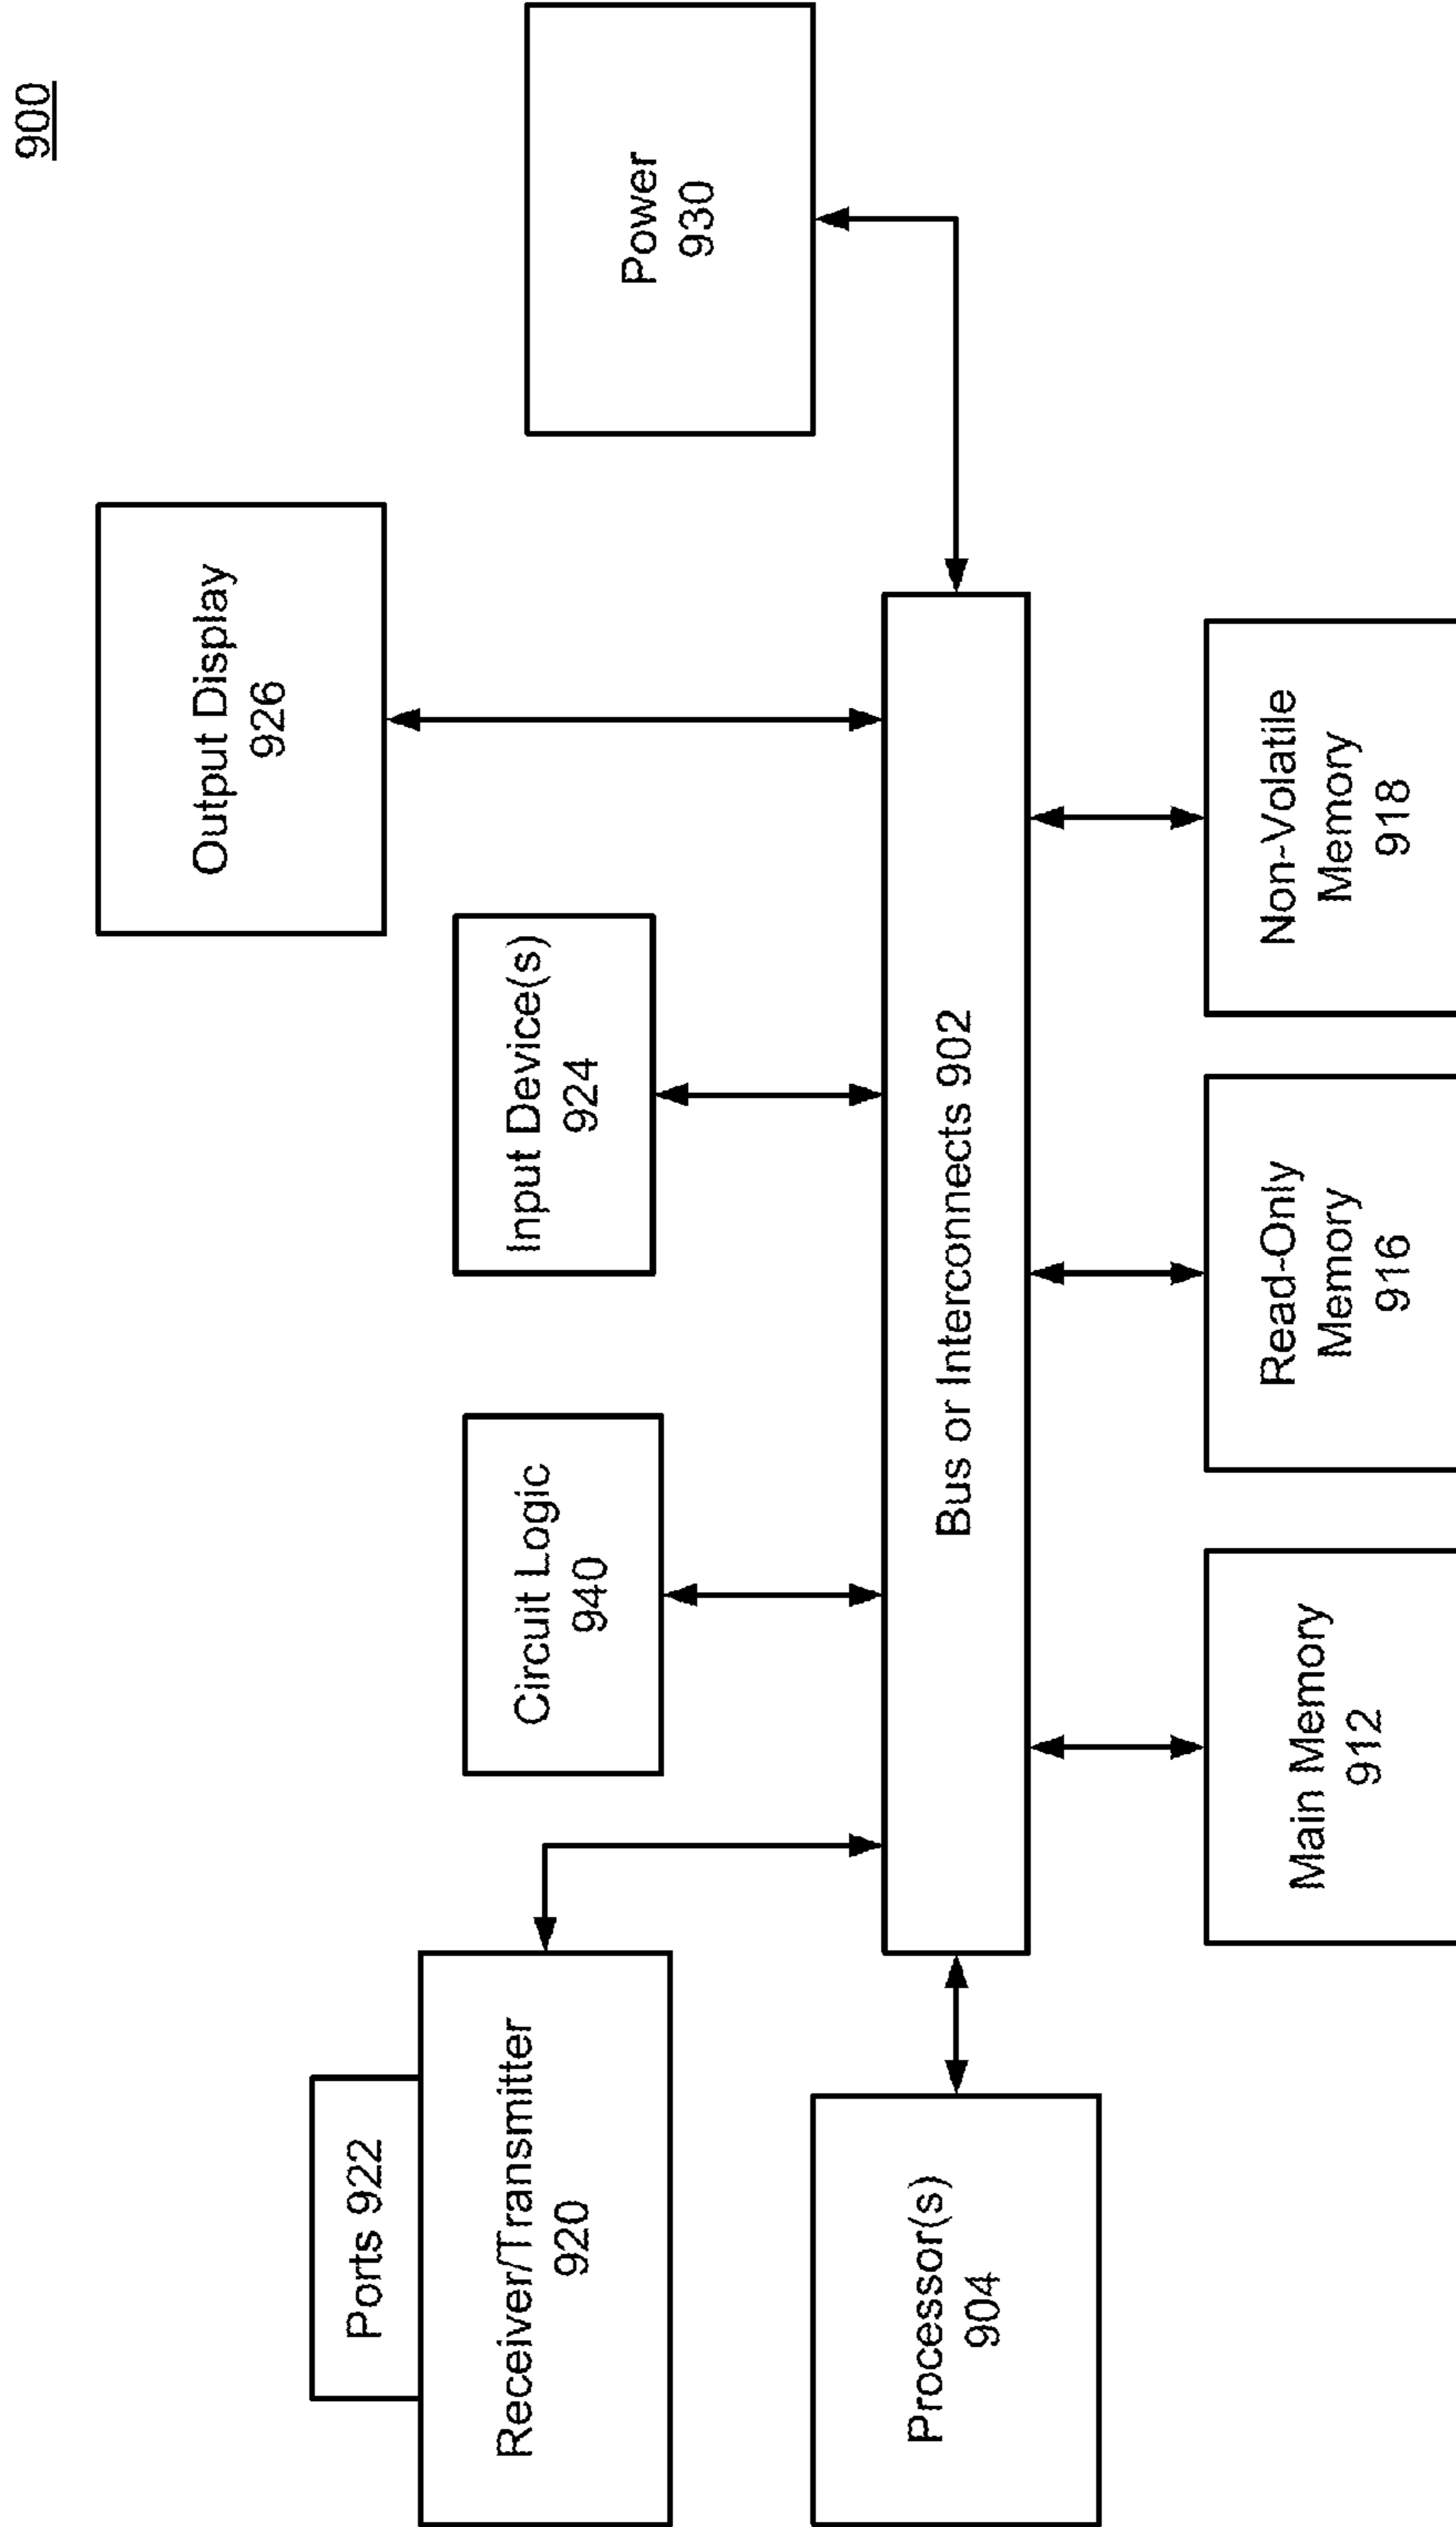 900
Ports 922
Receiver/Transmitter
920
Circuit Logic
940
Input Device(s)
924
Output Display
926
Power
930
Processor(s)
904
Bus or Interconnects 902
Main Memory
912
Read-Only
Memory
916
Non-Volatile
Memory
918